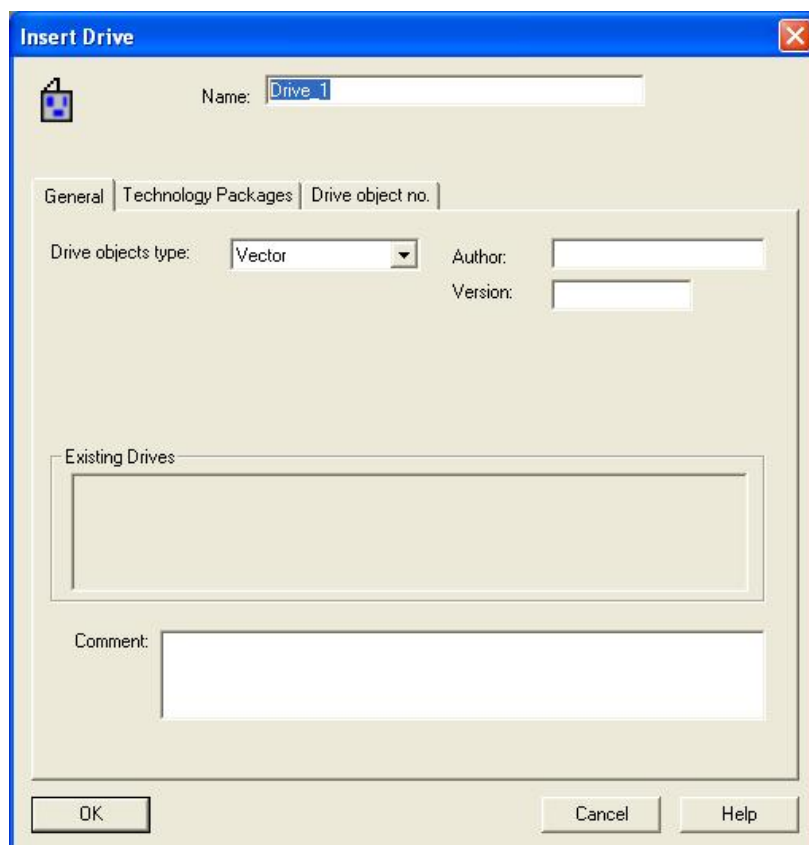 Insert Drive
Name: Drive_1
General Technology Packages Drive object no.
Drive objects type: Vector Author:
Version:
Existing Drives
Comment:
OK Cancel Help